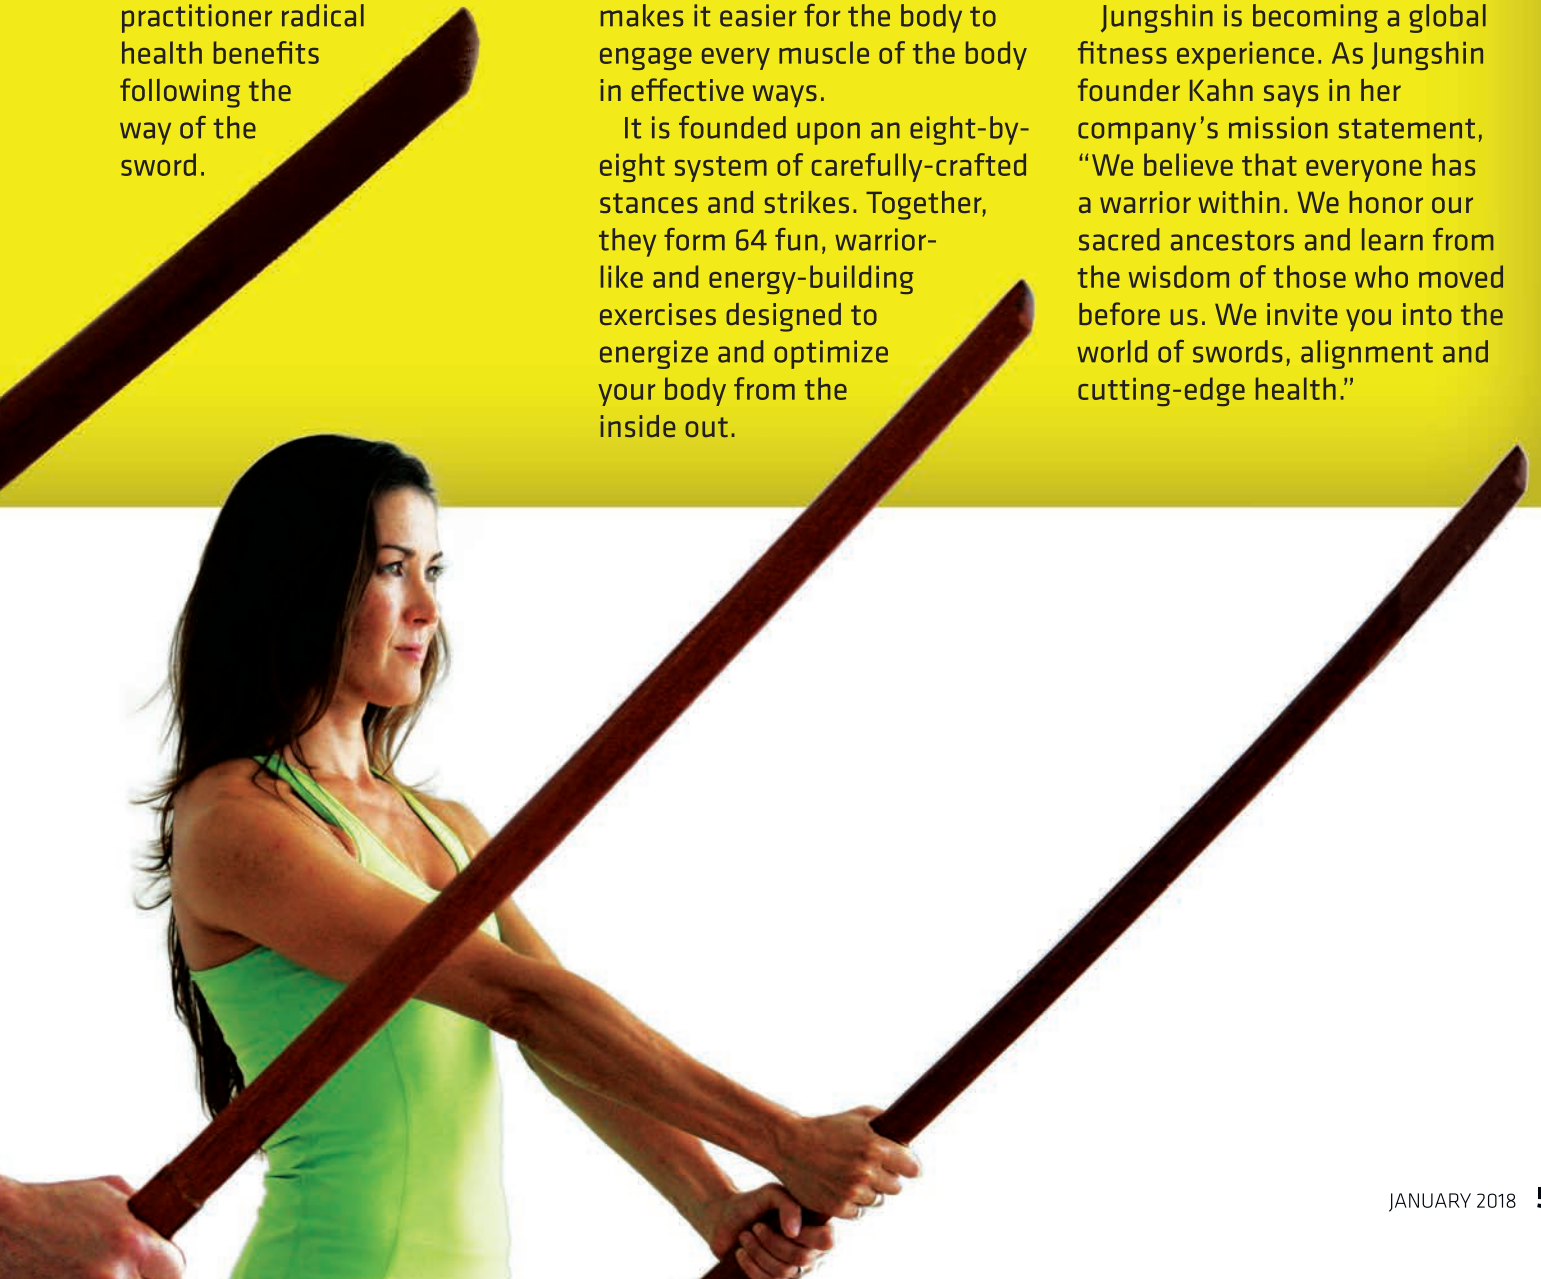 practitioner radical
health benefits
following the
way of the
sword.
makes it easier for the body to
engage every muscle of the body
in effective ways.
It is founded upon an eight-by-
eight system of carefully-crafted
stances and strikes. Together,
they form 64 fun, warrior-
like and energy-building
exercises designed to
energize and optimize
your body from the
inside out.
Jungshin is becoming a global
fitness experience. As Jungshin
founder Kahn says in her
company’s mission statement,
“We believe that everyone has
a warrior within. We honor our
sacred ancestors and learn from
the wisdom of those who moved
before us. We invite you into the
world of swords, alignment and
cutting-edge health.”
JANUARY 2018